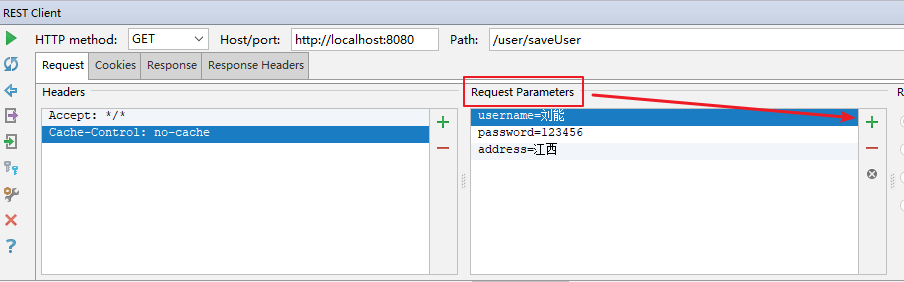 REST Client
HTTP method: GET Host/port: http://localhost:8080 Path: /user/saveUser
Request Cookies Response Response Headers
Headers Request Parameters R
Accept: */* username=刘能
Cache-Control: no-cache password=123456
address=江西